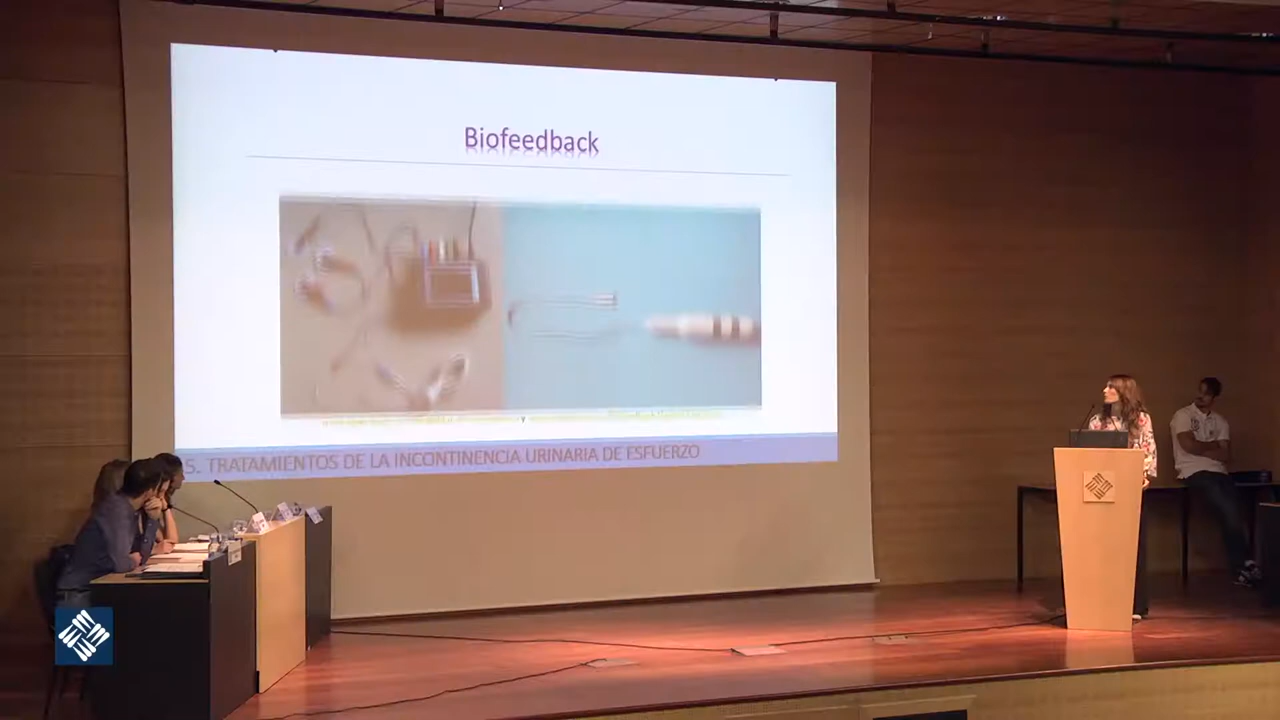 Biofeedback
5. TRATAMIENTOS DE LA INCONTINENCIA URINARIA DE ESFUERZO